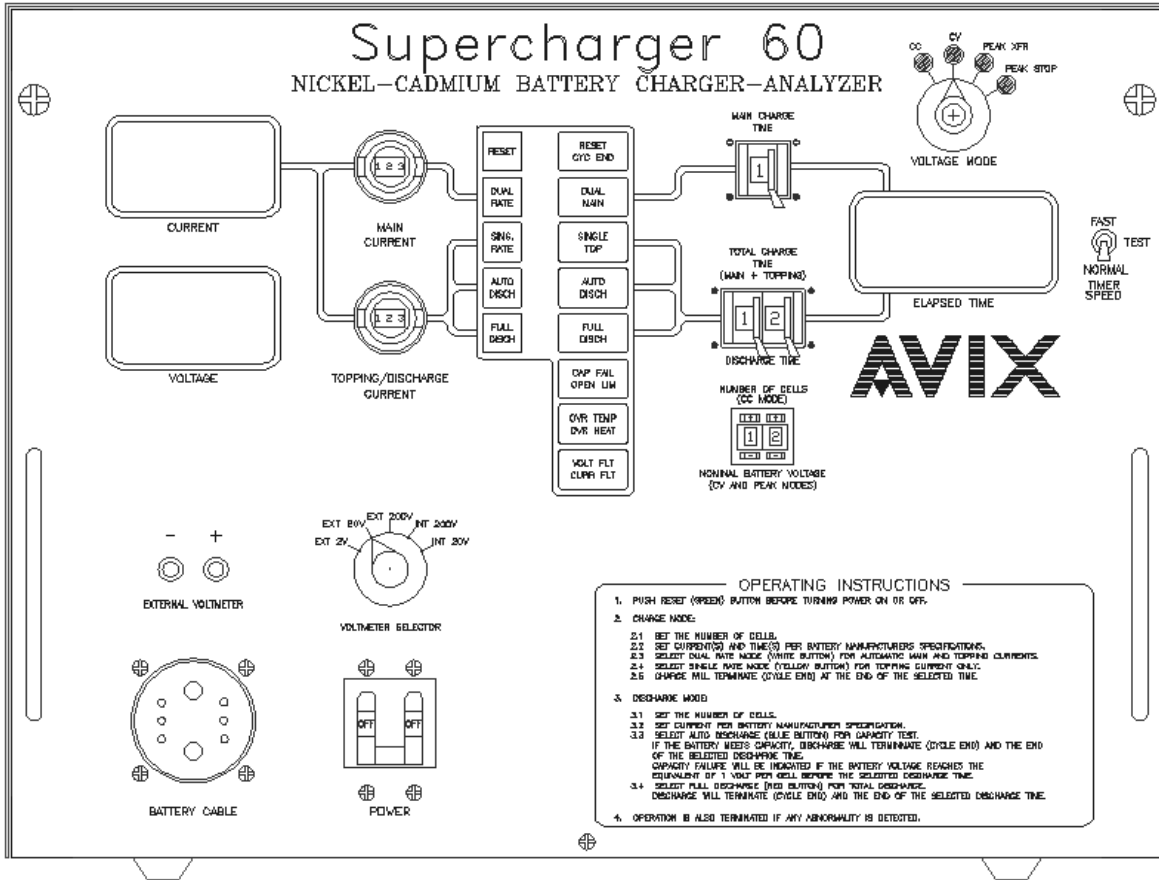 Supercharger 60
NICKEL-CADMIUM BATTERY CHARGER-ANALYZER
CC
CV
PEAK XFR
PEAK STOP
VOLTAGE MODE
CURRENT
VOLTAGE
1 2 3
MAIN
CURRENT
1 2 3
TOPPING/DISCHARGE
CURRENT
RESET
DUAL
RATE
SING.
RATE
AUTO
DISCH
FULL
DISCH
RESET
CYC END
DUAL
MAIN
SINGLE
TOP
AUTO
DISCH
FULL
DISCH
CAP FAIL
OPEN LIM
OVR TEMP
OVR HEAT
VOLT FLT
CURR FLT
MAIN CHARGE
TIME
1
TOTAL CHARGE
TIME
(MAIN + TOPPING)
1 2
DISCHARGE TIME
NUMBER OF CELLS
(CC MODE)
1 2
NOMINAL BATTERY VOLTAGE
(CV AND PEAK MODES)
ELAPSED TIME
FAST
TEST
NORMAL
TIMER
SPEED
AVIX
- +
EXTERNAL VOLTMETER
EXT 2V
EXT 20V
EXT 200V
INT 200V
INT 20V
VOLTMETER SELECTOR
BATTERY CABLE
OFF OFF
POWER
OPERATING INSTRUCTIONS
1. PUSH RESET (GREEN) BUTTON BEFORE TURNING POWER ON OR OFF.
2. CHARGE MODE:
2.1 SET THE NUMBER OF CELLS.
2.2 SET CURRENT(S) AND TIME(S) PER BATTERY MANUFACTURERS SPECIFICATIONS.
2.3 SELECT DUAL RATE MODE (WHITE BUTTON) FOR AUTOMATIC MAIN AND TOPPING CURRENTS.
2.4 SELECT SINGLE RATE MODE (YELLOW BUTTON) FOR TOPPING CURRENT ONLY.
2.5 CHARGE WILL TERMINATE (CYCLE END) AT THE END OF THE SELECTED TIME.
3. DISCHARGE MODE:
3.1 SET THE NUMBER OF CELLS.
3.2 SET CURRENT PER BATTERY MANUFACTURER SPECIFICATION.
3.3 SELECT AUTO DISCHARGE (BLUE BUTTON) FOR CAPACITY TEST.
IF THE BATTERY MEETS CAPACITY, DISCHARGE WILL TERMINNATE (CYCLE END) AND THE END
OF THE SELECTED DISCHARGE TIME.
CAPACITY FAILURE WILL BE INDICATED IF THE BATTERY VOLTAGE REACHES THE
EQUIVALENT OF 1 VOLT PER CELL BEFORE THE SELECTED DISCHARGE TIME.
3.4 SELECT FULL DISCHARGE (RED BUTTON) FOR TOTAL DISCHARGE.
DISCHARGE WILL TERMINATE (CYCLE END) AND THE END OF THE SELECTED DISCHARGE TIME.
4. OPERATION IS ALSO TERMINATED IF ANY ABNORMALITY IS DETECTED.